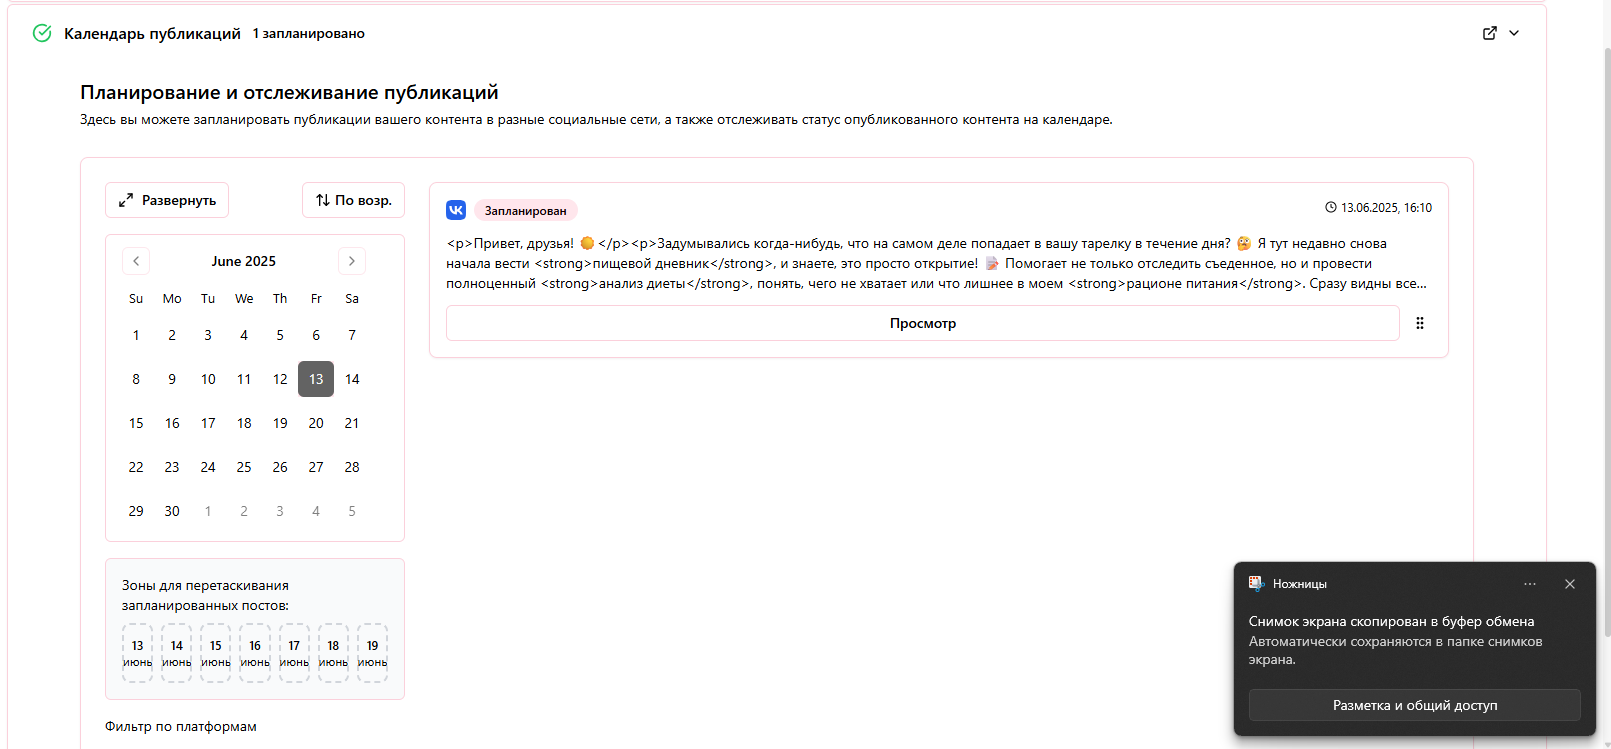 Календарь публикаций 1 запланировано
Планирование и отслеживание публикаций
Здесь вы можете запланировать публикации вашего контента в разные социальные сети, а также отслеживать статус опубликованного контента на календаре.
Развернуть
По возр.
June 2025
Su Mo Tu We Th Fr Sa
1 2 3 4 5 6 7
8 9 10 11 12 13 14
15 16 17 18 19 20 21
22 23 24 25 26 27 28
29 30 1 2 3 4 5
Зоны для перетаскивания
запланированных постов:
13 14 15 16 17 18 19
июнь июнь июнь июнь июнь июнь июнь
Фильтр по платформам
Запланирован
13.06.2025, 16:10
<p>Привет, друзья! 🌞</p><p>Задумывались когда-нибудь, что на самом деле попадает в вашу тарелку в течение дня? 🤔 Я тут недавно снова
начала вести <strong>пищевой дневник</strong>, и знаете, это просто открытие! 📝 Помогает не только отследить съеденное, но и провести
полноценный <strong>анализ диеты</strong>, понять, чего не хватает или что лишнее в моем <strong>рационе питания</strong>. Сразу видны все...
Просмотр
Ножницы
Снимок экрана скопирован в буфер обмена
Автоматически сохраняются в папке снимков
экрана.
Разметка и общий доступ